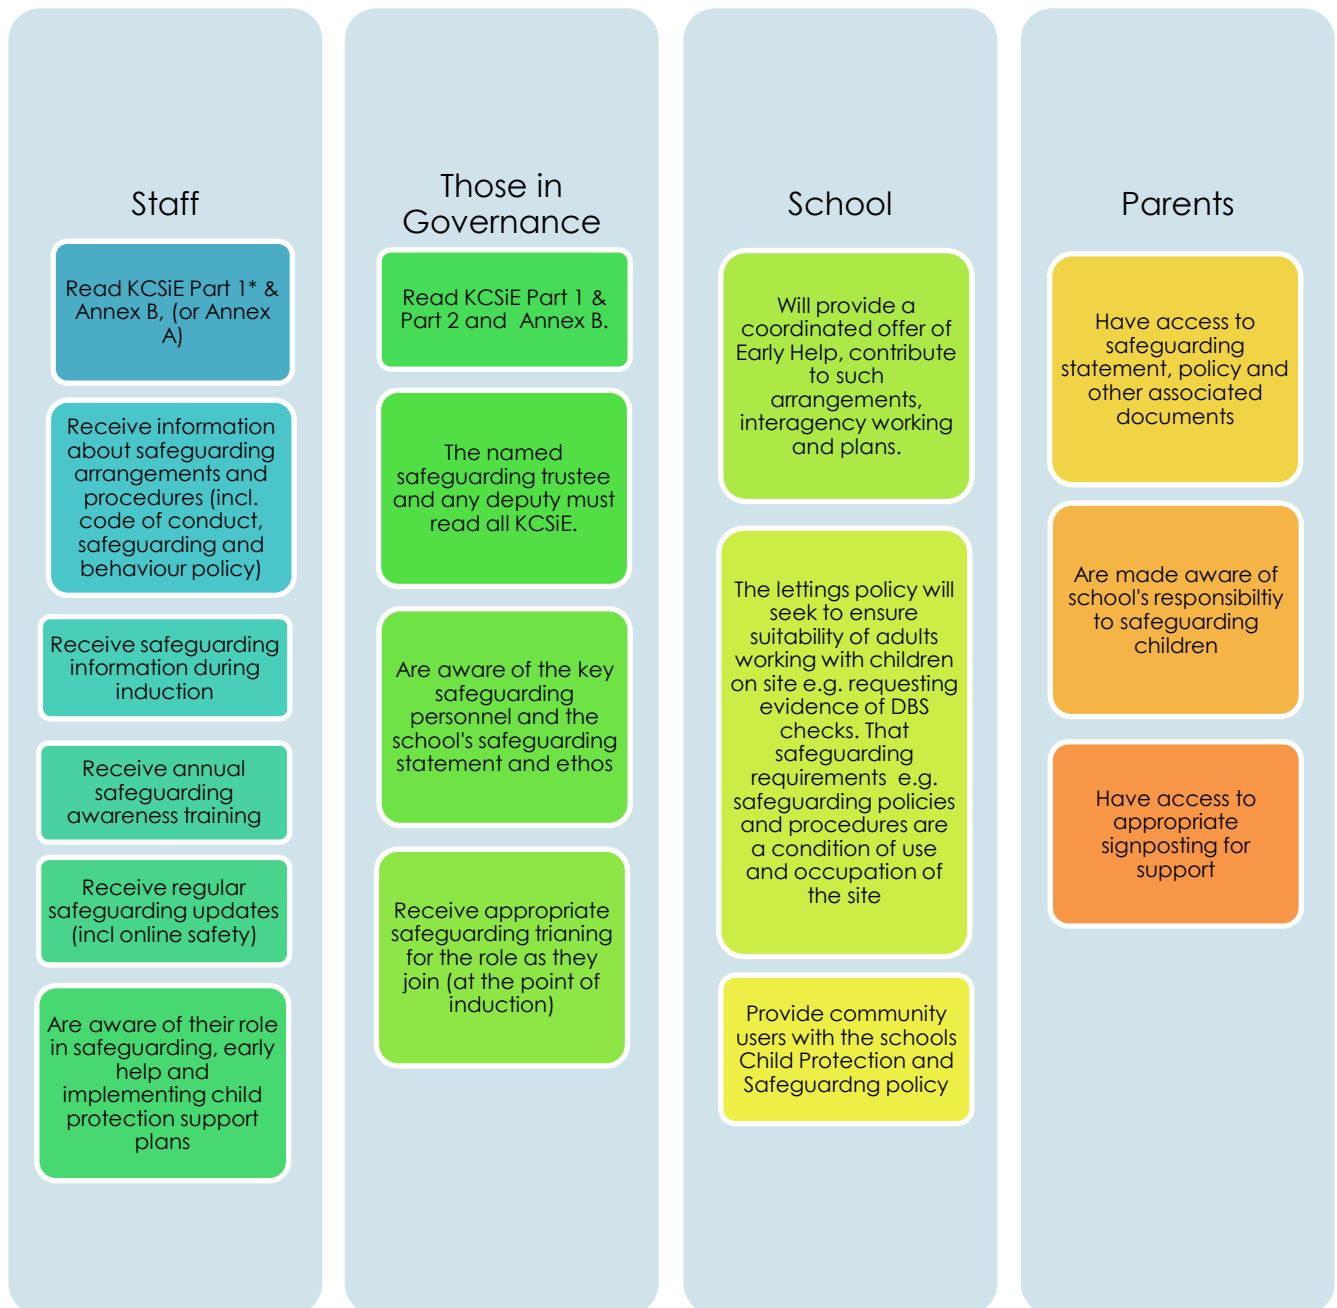 Staff
Read KCSiE Part 1* &
Annex B, (or Annex
A)
Receive information
about safeguarding
arrangements and
procedures (incl.
code of conduct,
safeguarding and
behaviour policy)
Receive safeguarding
information during
induction
Receive annual
safeguarding
awareness training
Receive regular
safeguarding updates
(incl online safety)
Are aware of their role
in safeguarding, early
help and
implementing child
protection support
plans
Those in
Governance
Read KCSiE Part 1 &
Part 2 and  Annex B.
The named
safeguarding trustee
and any deputy must
read all KCSiE.
Are aware of the key
safeguarding
personnel and the
school's safeguarding
statement and ethos
Receive appropriate
safeguarding trianing
for the role as they
join (at the point of
induction)
School
Will provide a
coordinated offer of
Early Help, contribute
to such
arrangements,
interagency working
and plans.
The lettings policy will
seek to ensure
suitability of adults
working with children
on site e.g. requesting
evidence of DBS
checks. That
safeguarding
requirements  e.g.
safeguarding policies
and procedures are
a condition of use
and occupation of
the site
Provide community
users with the schools
Child Protection and
Safeguardng policy
Parents
Have access to
safeguarding
statement, policy and
other associated
documents
Are made aware of
school's responsibiltiy
to safeguarding
children
Have access to
appropriate
signposting for
support